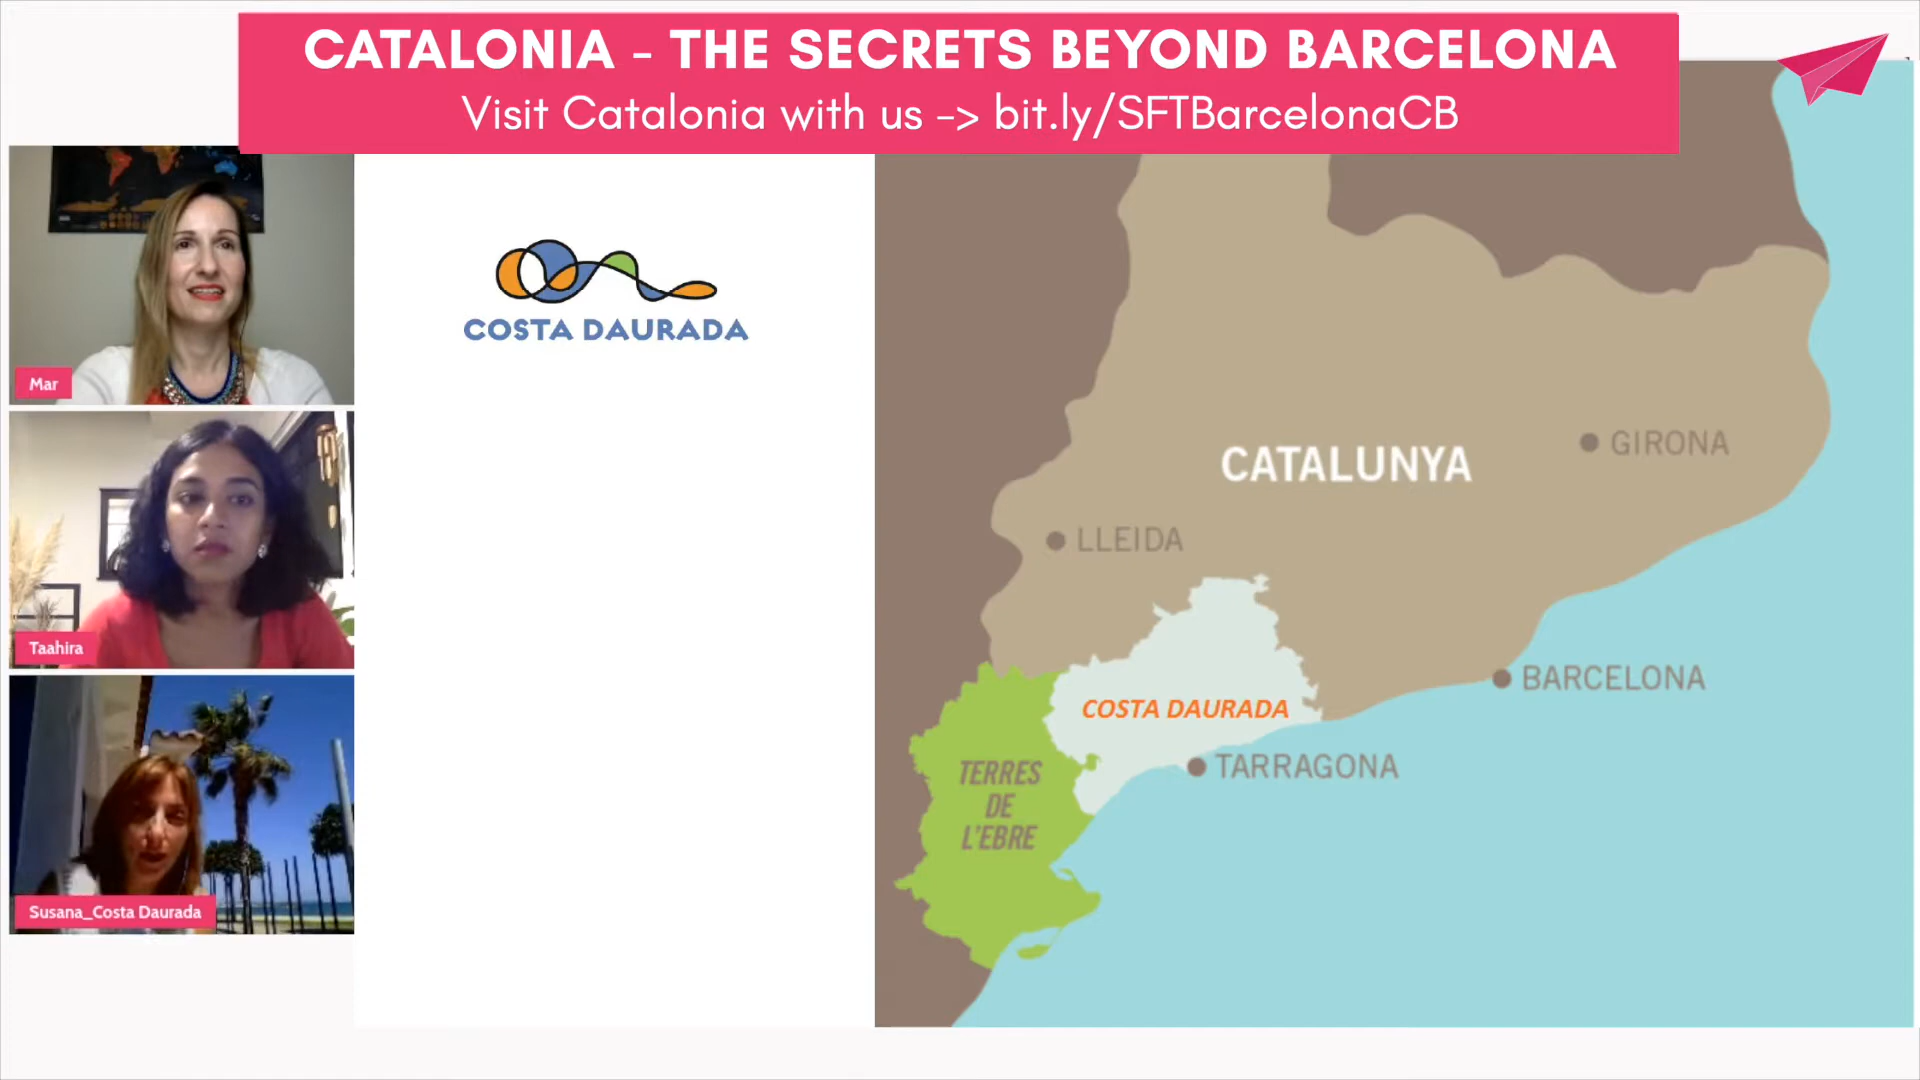 CATALONIA - THE SECRETS BEYOND BARCELONA
Visit Catalonia with us -> bit.ly/SFTBarcelonaCB
Mar
Taahira
Susana_Costa Daurada
COSTA DAURADA
CATALUNYA
GIRONA
LLEIDA
BARCELONA
COSTA DAURADA
TARRAGONA
TERRES
DE
L'EBRE